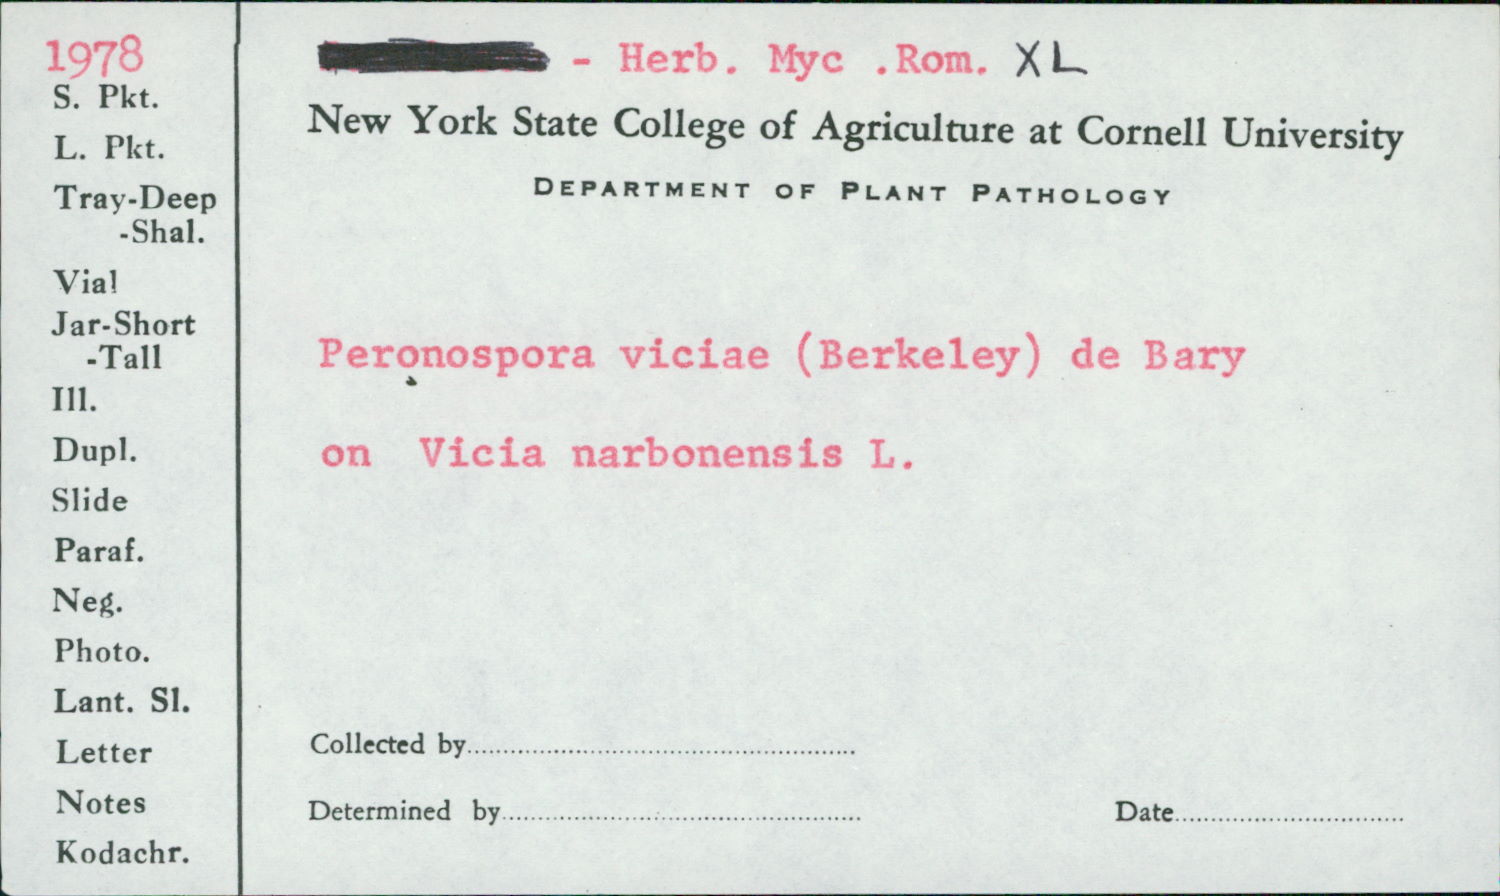 1978
S. Pkt.
L. Pkt.
Tray-Deep
-Shal.
Vial
Jar-Short
-Tall
Ill.
Dupl.
Slide
Paraf.
Neg.
Photo.
Lant. Sl.
Letter
Notes
Kodachr.
- Herb. Myc .Rom. XL
New York State College of Agriculture at Cornell University
DEPARTMENT OF PLANT PATHOLOGY
Peronospora viciae (Berkeley) de Bary
on Vicia narbonensis L.
Collected by
Determined by Date